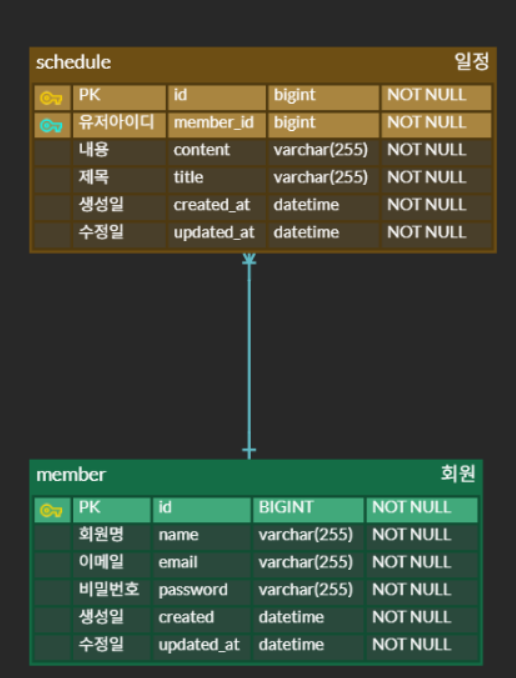 schedule 일정
PK id bigint NOT NULL
유저아이디 member_id bigint NOT NULL
내용 content varchar(255) NOT NULL
제목 title varchar(255) NOT NULL
생성일 created_at datetime NOT NULL
수정일 updated_at datetime NOT NULL
member 회원
PK id BIGINT NOT NULL
회원명 name varchar(255) NOT NULL
이메일 email varchar(255) NOT NULL
비밀번호 password varchar(255) NOT NULL
생성일 created datetime NOT NULL
수정일 updated_at datetime NOT NULL